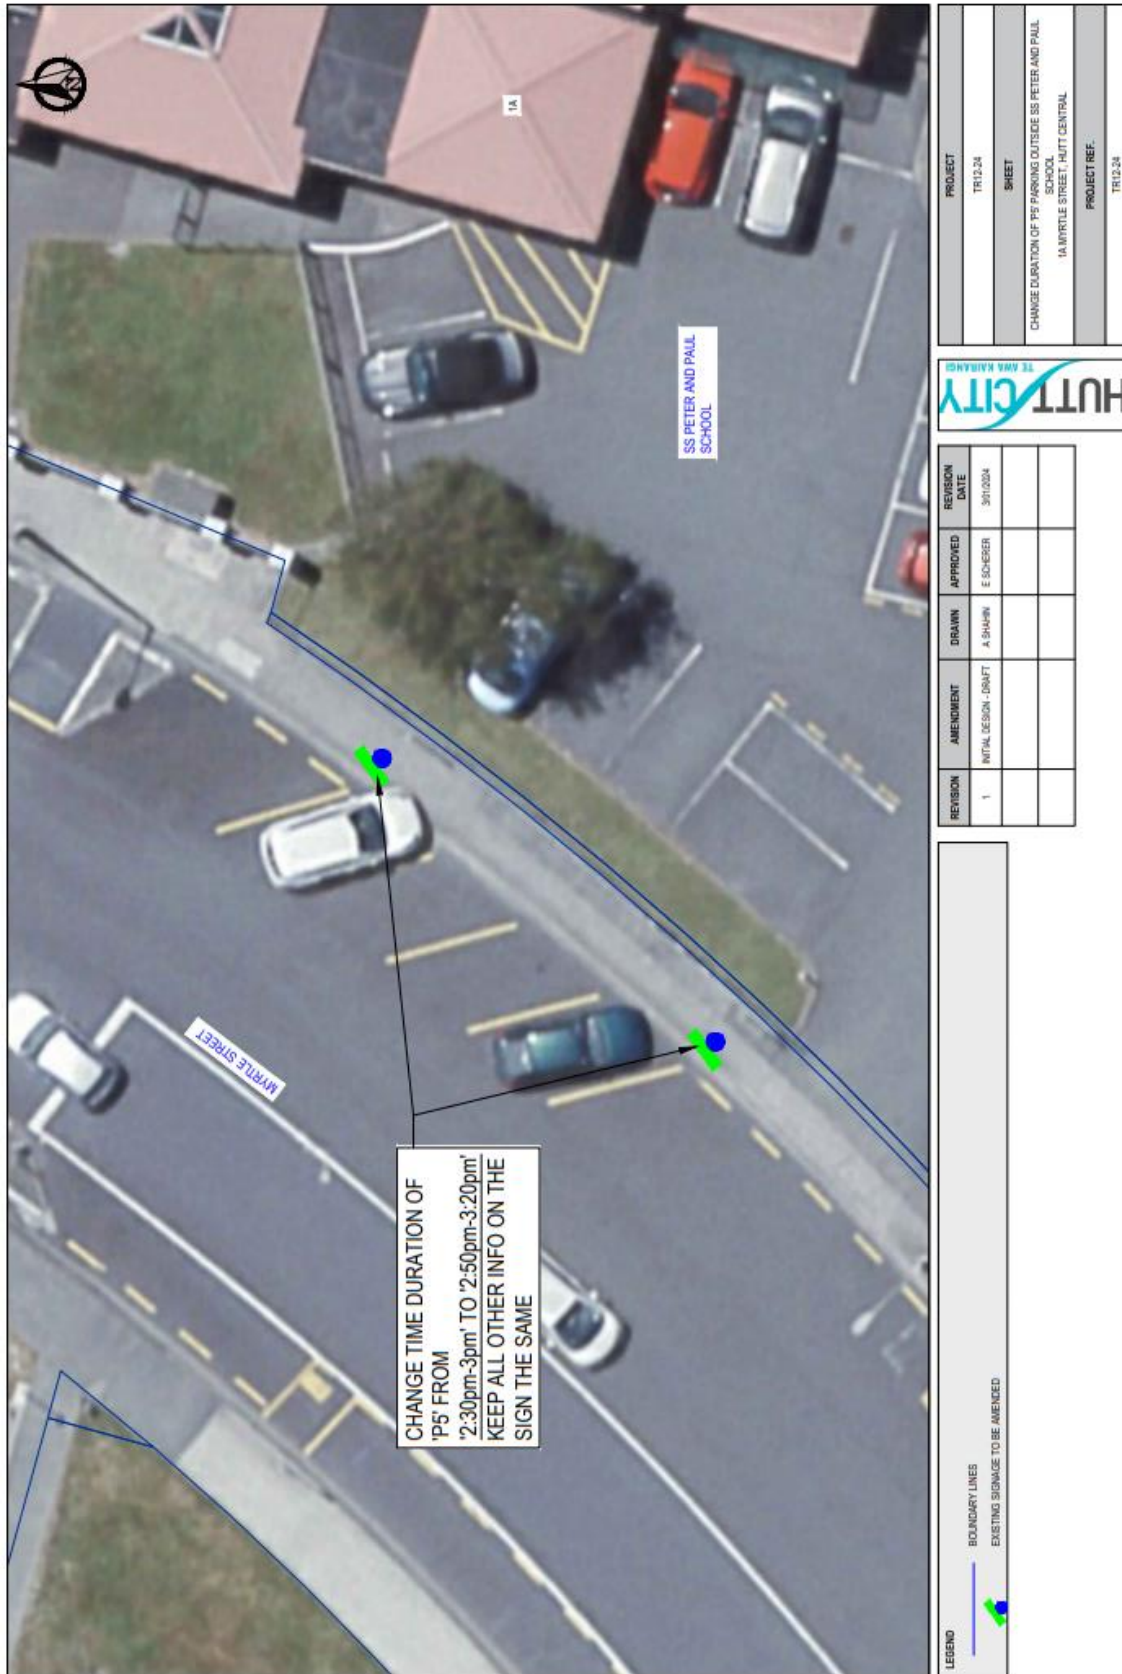 N
1A
SS PETER AND PAUL
SCHOOL
MYRTLE STREET
CHANGE TIME DURATION OF
'P5' FROM
'2:30pm-3pm' TO '2:50pm-3:20pm'
KEEP ALL OTHER INFO ON THE
SIGN THE SAME
LEGEND
BOUNDARY LINES
EXISTING SIGNAGE TO BE AMENDED
REVISION AMENDMENT DRAWN APPROVED REVISION DATE
1 INITIAL DESIGN - DRAFT A SHAHIN E SCHERER 3/01/2024
HUTT CITY
TE AWA KAIRANGI
PROJECT
TR12-24
SHEET
CHANGE DURATION OF 'P5' PARKING OUTSIDE SS PETER AND PAUL
SCHOOL
1A MYRTLE STREET, HUTT CENTRAL
PROJECT REF.
TR12-24